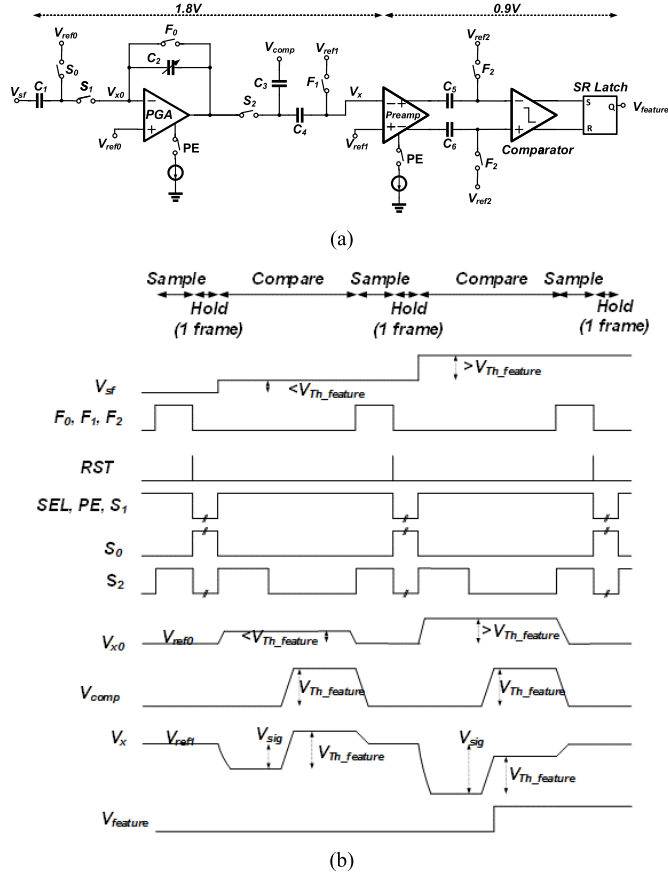 1.8V 0.9V
Vref0 F0 Vcomp Vref1 Vref2
C2 C3 F1 C5 F2 SR Latch
Vsf C1 S0 S1 Vx0 − PGA + S2 C4 Vx − + Preamp + − S Q Vfeature
Vref0 PE Vref1 C6 R
PE F2 Comparator
Vref2
(a)
Sample Compare Sample Compare Sample
Hold Hold Hold
(1 frame) (1 frame) (1 frame)
Vsf <VTh_feature >VTh_feature
F0, F1, F2
RST
SEL, PE, S1
S0
S2
Vx0 Vref0 <VTh_feature >VTh_feature
Vcomp VTh_feature VTh_feature
Vx Vref1 Vsig VTh_feature Vsig VTh_feature
Vfeature
(b)